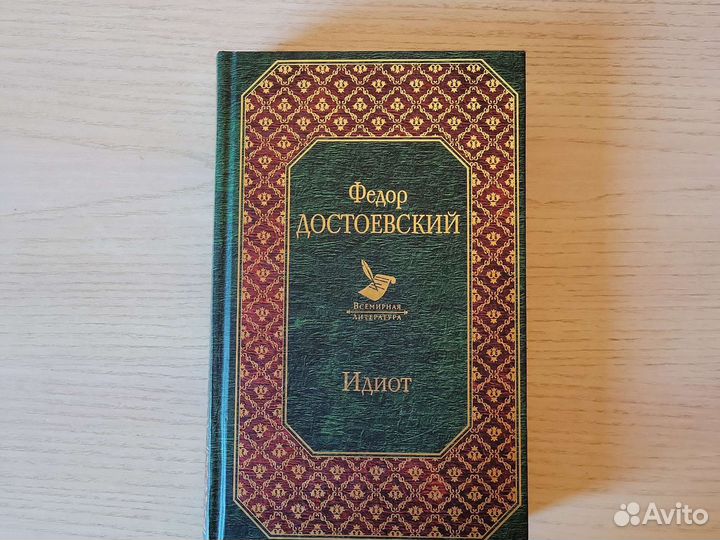 Федор
ДОСТОЕВСКИЙ
ВСЕМИРНАЯ
ЛИТЕРАТУРА
Идиот
Avito